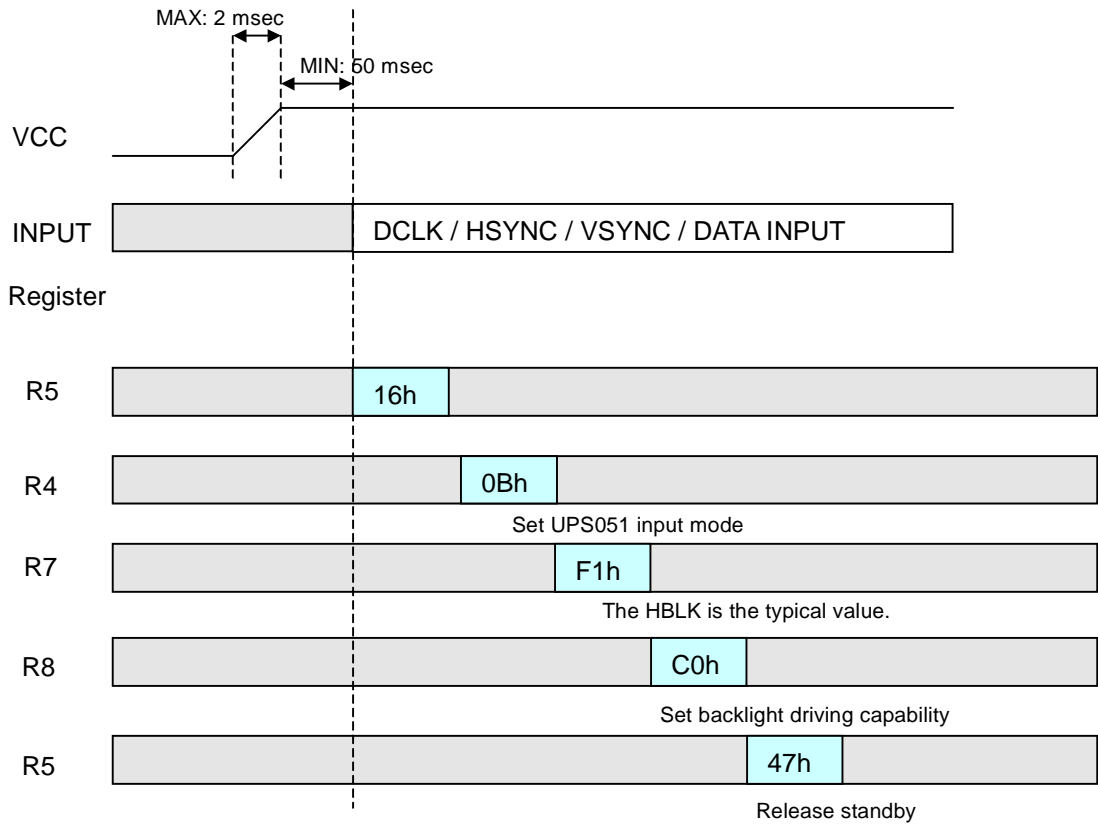 MAX: 2 msec
MIN: 50 msec
VCC
INPUT
DCLK / HSYNC / VSYNC / DATA INPUT
Register
R5
16h
R4
0Bh
Set UPS051 input mode
R7
F1h
The HBLK is the typical value.
R8
C0h
Set backlight driving capability
R5
47h
Release standby